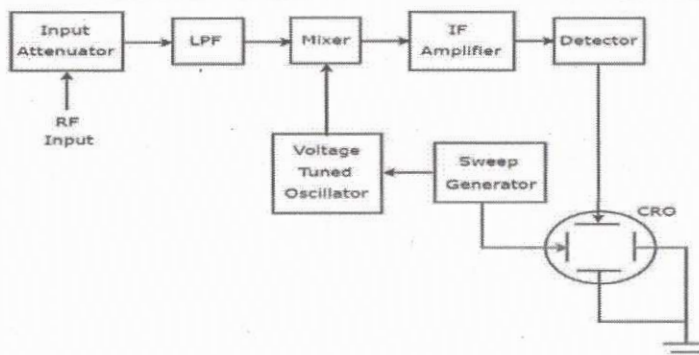 Input
Attenuator
LPF
Mixer
IF
Amplifier
Detector
RF
Input
Voltage
Tuned
Oscillator
Sweep
Generator
CRO